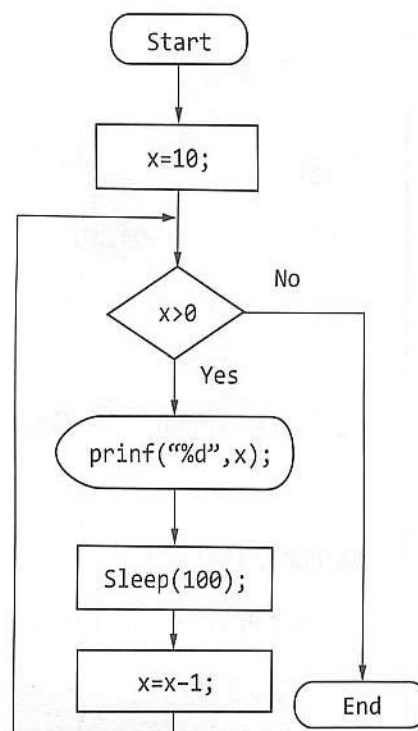 Start
x=10;
x>0
No
Yes
prinf(“%d”,x);
Sleep(100);
x=x-1;
End